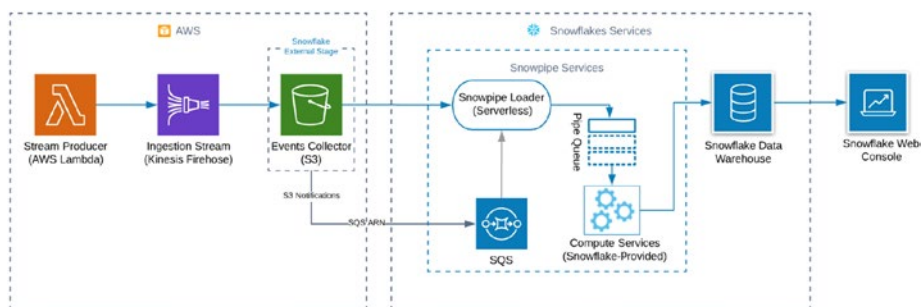 AWS
Snowflakes Services
Snowflake
External Stage
Snowpipe Services
Snowpipe Loader
(Serverless)
Pipe Queue
Stream Producer
(AWS Lambda)
Ingestion Stream
(Kinesis Firehose)
Events Collector
(S3)
Snowflake Data
Warehouse
Snowflake Web
Console
S3 Notifications
SQS ARN
SQS
Compute Services
(Snowflake-Provided)